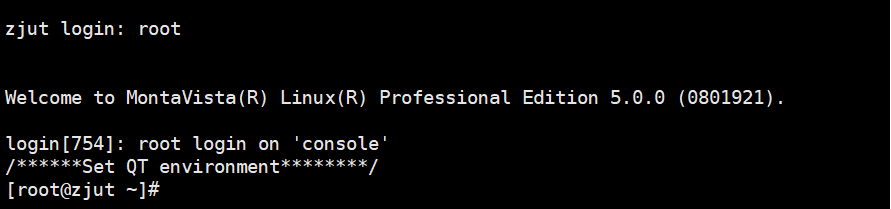 zjut login: root
Welcome to MontaVista(R) Linux(R) Professional Edition 5.0.0 (0801921).
login[754]: root login on 'console'
/******Set QT environment********/
[root@zjut ~]#